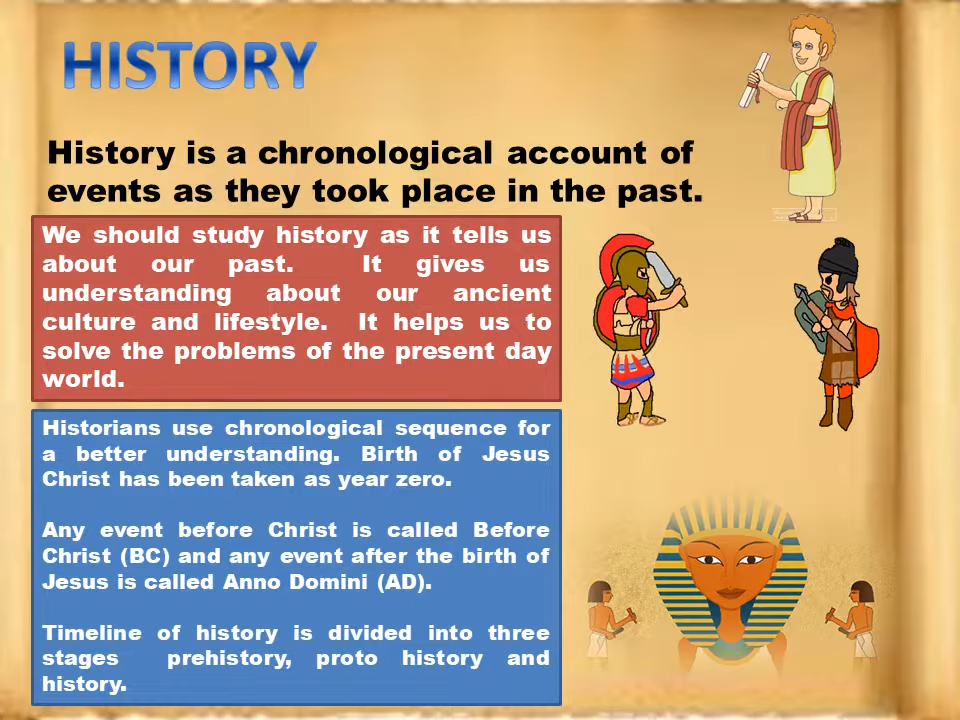 HISTORY
History is a chronological account of
events as they took place in the past.
We should study history as it tells us
about our past. It gives us
understanding about our ancient
culture and lifestyle. It helps us to
solve the problems of the present day
world.
Historians use chronological sequence for
a better understanding. Birth of Jesus
Christ has been taken as year zero.
Any event before Christ is called Before
Christ (BC) and any event after the birth of
Jesus is called Anno Domini (AD).
Timeline of history is divided into three
stages prehistory, proto history and
history.